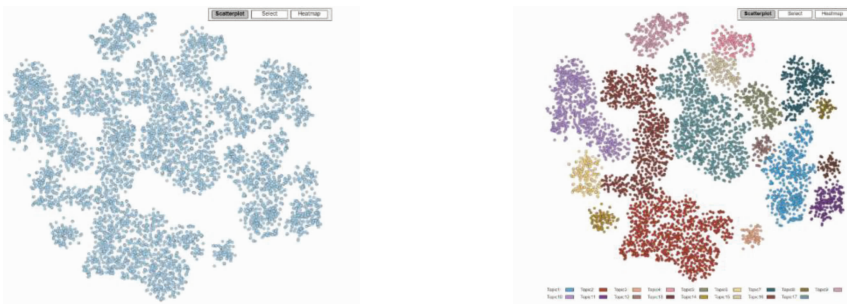 Scatterplot Select Heatmap
Scatterplot Select Heatmap
Topic1 Topic2 Topic3 Topic4 Topic5 Topic6 Topic7 Topic8 Topic9
Topic10 Topic11 Topic12 Topic13 Topic14 Topic15 Topic16 Topic17